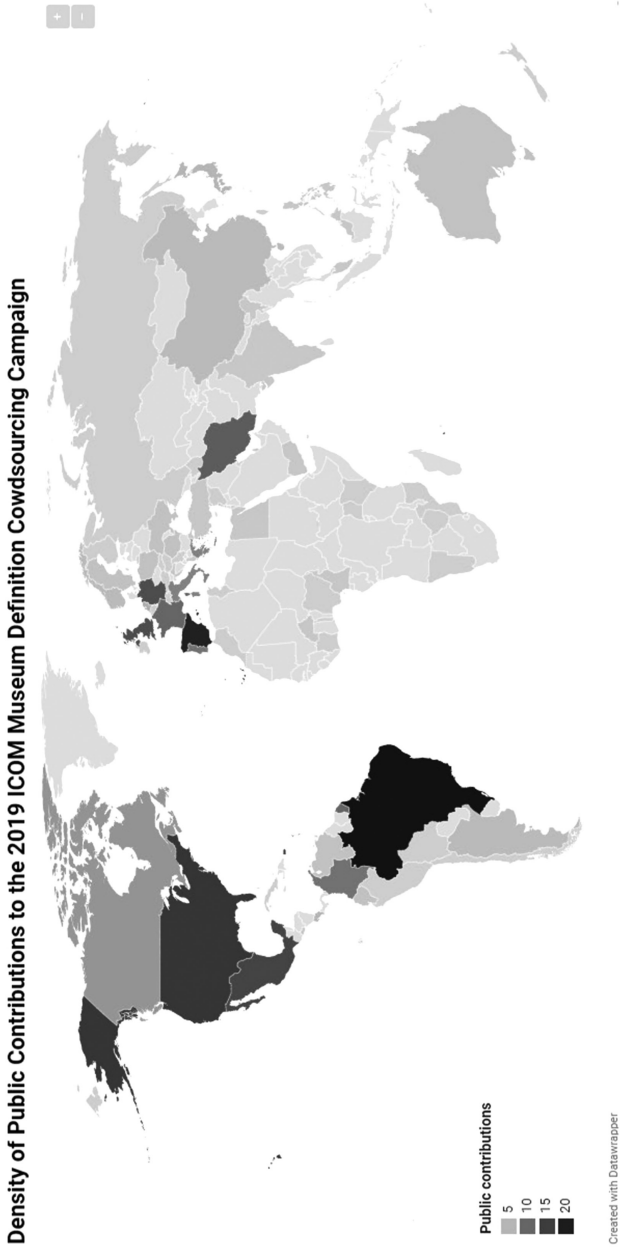 Density of Public Contributions to the 2019 ICOM Museum Definition Cowdsourcing Campaign
+
−
Public contributions
5
10
15
20
Created with Datawrapper